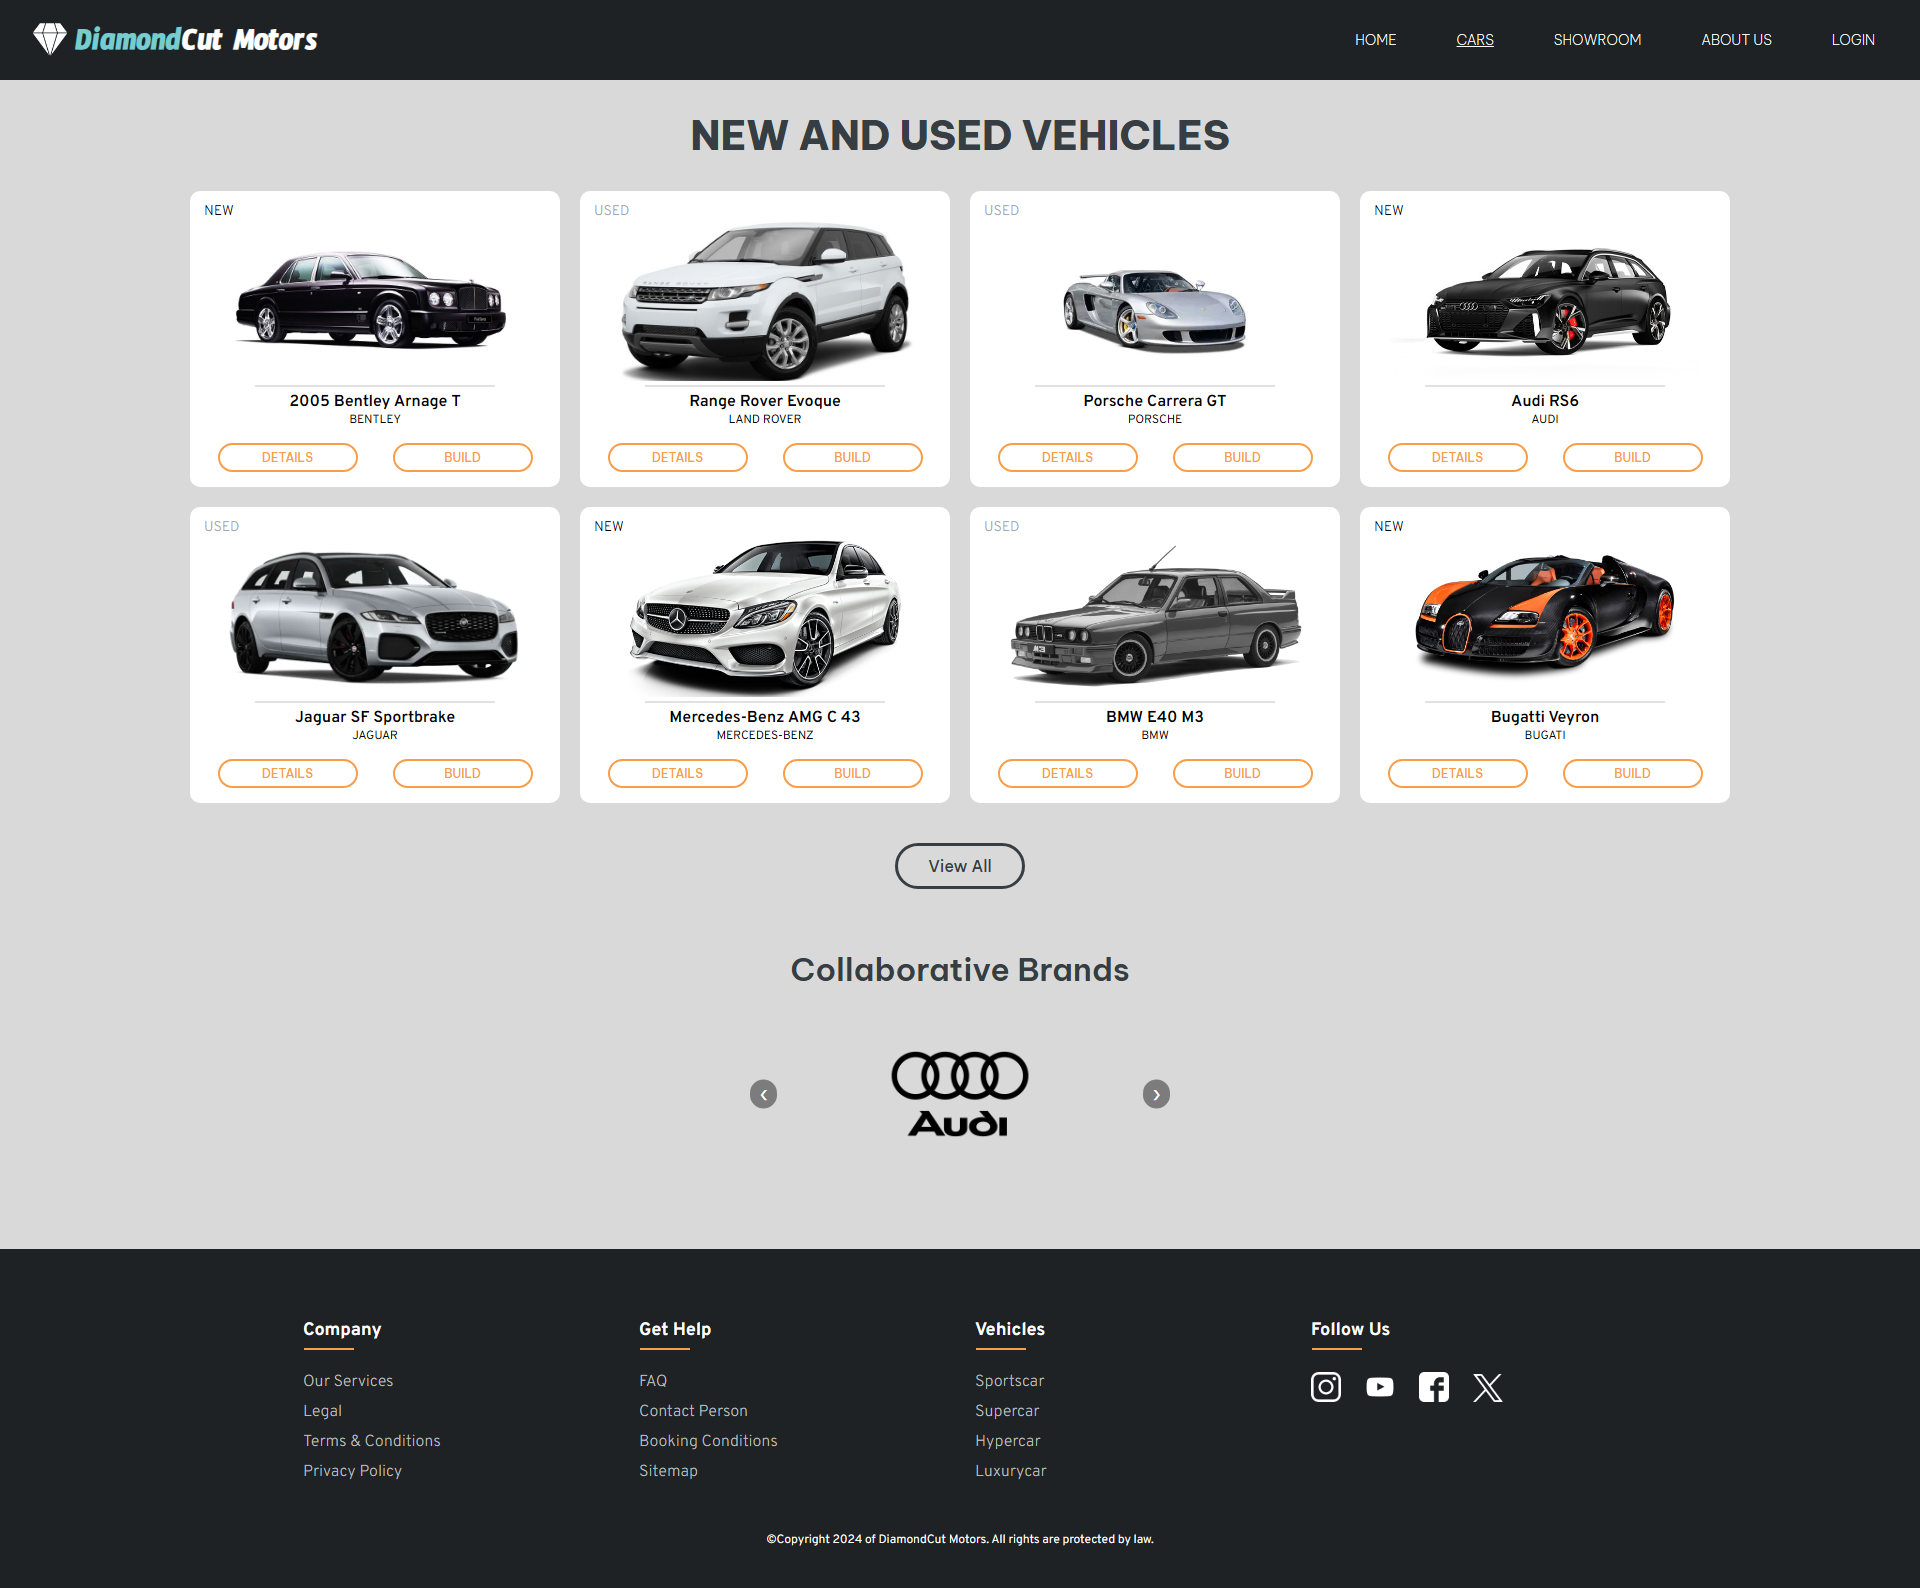 DiamondCut Motors
HOME
CARS
SHOWROOM
ABOUT US
LOGIN
NEW AND USED VEHICLES
NEW
2005 Bentley Arnage T
BENTLEY
DETAILS
BUILD
USED
Range Rover Evoque
LAND ROVER
DETAILS
BUILD
USED
Porsche Carrera GT
PORSCHE
DETAILS
BUILD
NEW
Audi RS6
AUDI
DETAILS
BUILD
USED
Jaguar SF Sportbrake
JAGUAR
DETAILS
BUILD
NEW
Mercedes-Benz AMG C 43
MERCEDES-BENZ
DETAILS
BUILD
USED
M3
BMW E40 M3
BMW
DETAILS
BUILD
NEW
Bugatti Veyron
BUGATI
DETAILS
BUILD
View All
Collaborative Brands
‹
Audi
›
Company
Our Services
Legal
Terms & Conditions
Privacy Policy
Get Help
FAQ
Contact Person
Booking Conditions
Sitemap
Vehicles
Sportscar
Supercar
Hypercar
Luxurycar
Follow Us
©Copyright 2024 of DiamondCut Motors. All rights are protected by law.